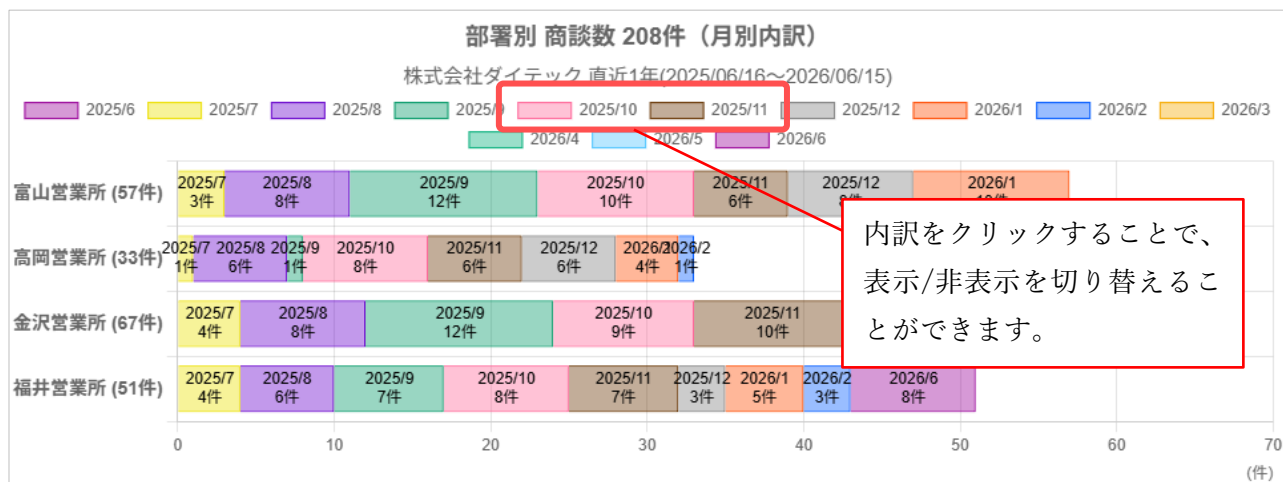 部署別 商談数 208件（月別内訳）
株式会社ダイテック 直近1年(2025/06/16～2026/06/15)
2025/6 2025/7 2025/8 2025/9 2025/10 2025/11 2025/12 2026/1 2026/2 2026/3
2026/4 2026/5 2026/6
富山営業所 (57件)
2025/7 2025/8 2025/9 2025/10 2025/11 2025/12 2026/1
3件 8件 12件 10件 6件
高岡営業所 (33件)
2025/7 2025/8 2025/9 2025/10 2025/11 2025/12 2026/1 2026/2
1件 6件 1件 8件 6件 6件 4件 1件
金沢営業所 (67件)
2025/7 2025/8 2025/9 2025/10 2025/11
4件 8件 12件 9件 10件
福井営業所 (51件)
2025/7 2025/8 2025/9 2025/10 2025/11 2025/12 2026/1 2026/2 2026/6
4件 6件 7件 8件 7件 3件 5件 3件 8件
内訳をクリックすることで、
表示/非表示を切り替えるこ
とができます。
0 10 20 30 40 50 60 70
(件)